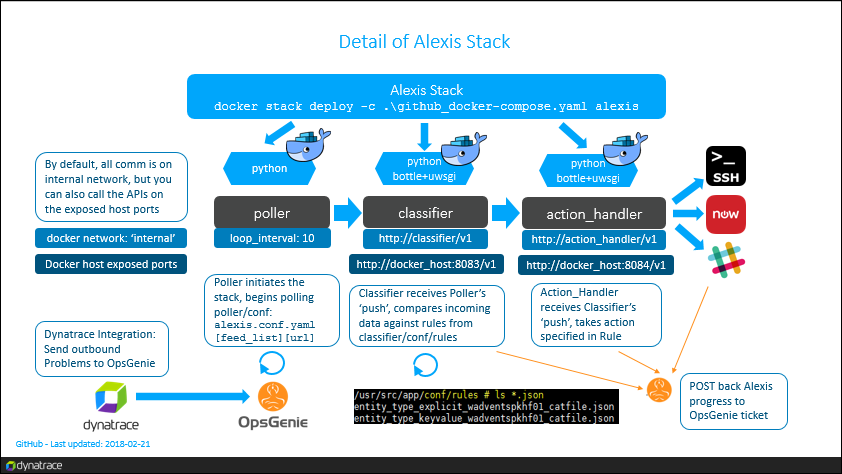 Detail of Alexis Stack
Alexis Stack
docker stack deploy -c .\github_docker-compose.yaml alexis
By default, all comm is on
internal network, but you
can also call the APIs on
the exposed host ports
docker network: ‘internal’
Docker host exposed ports
python
python
bottle+uwsgi
python
bottle+uwsgi
poller
loop_interval: 10
classifier
http://classifier/v1
http://docker_host:8083/v1
action_handler
http://action_handler/v1
http://docker_host:8084/v1
>_
SSH
now
Poller initiates the
stack, begins polling
poller/conf:
alexis.conf.yaml
[feed_list][url]
Classifier receives Poller’s
‘push’, compares incoming
data against rules from
classifier/conf/rules
Action_Handler
receives Classifier’s
‘push’, takes action
specified in Rule
Dynatrace Integration:
Send outbound
Problems to OpsGenie
dynatrace
OpsGenie
/usr/src/app/conf/rules # ls *.json
entity_type_explicit_wadventspkhf01_catfile.json
entity_type_keyvalue_wadventspkhf01_catfile.json
POST back Alexis
progress to
OpsGenie ticket
GitHub - Last updated: 2018-02-21
dynatrace